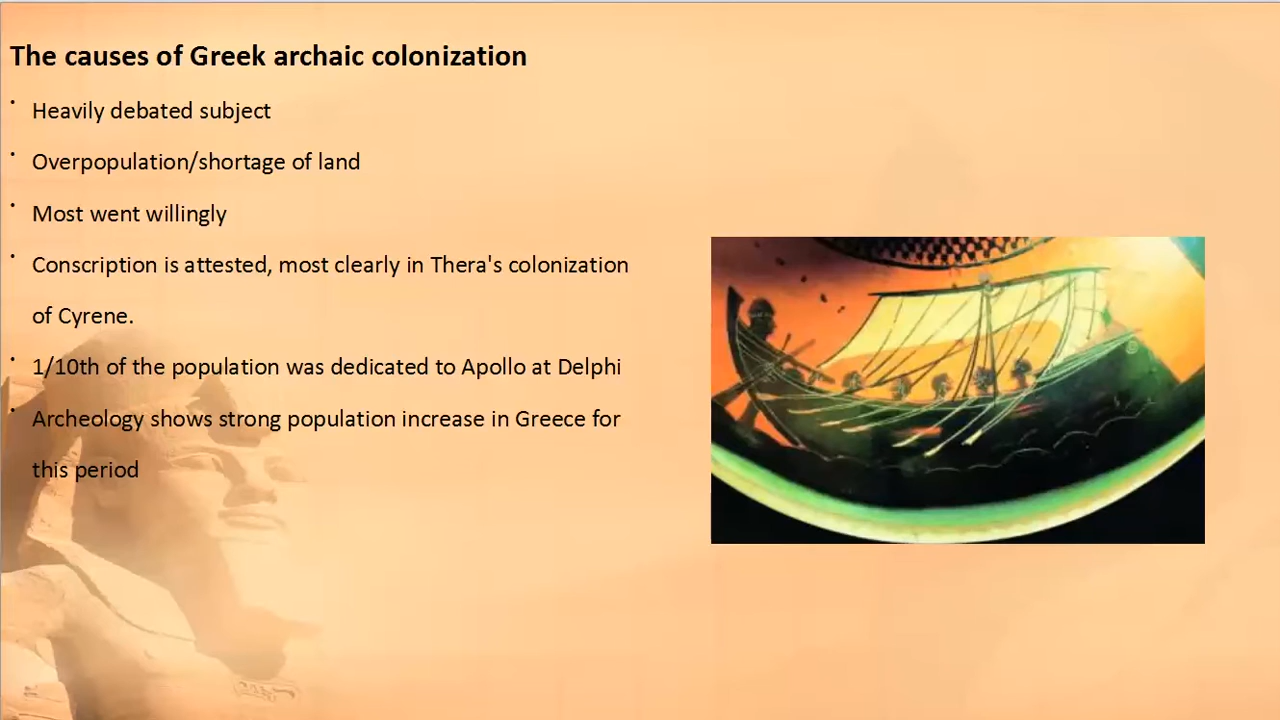 The causes of Greek archaic colonization
• Heavily debated subject
• Overpopulation/shortage of land
• Most went willingly
• Conscription is attested, most clearly in Thera's colonization
of Cyrene.
• 1/10th of the population was dedicated to Apollo at Delphi
• Archeology shows strong population increase in Greece for
this period